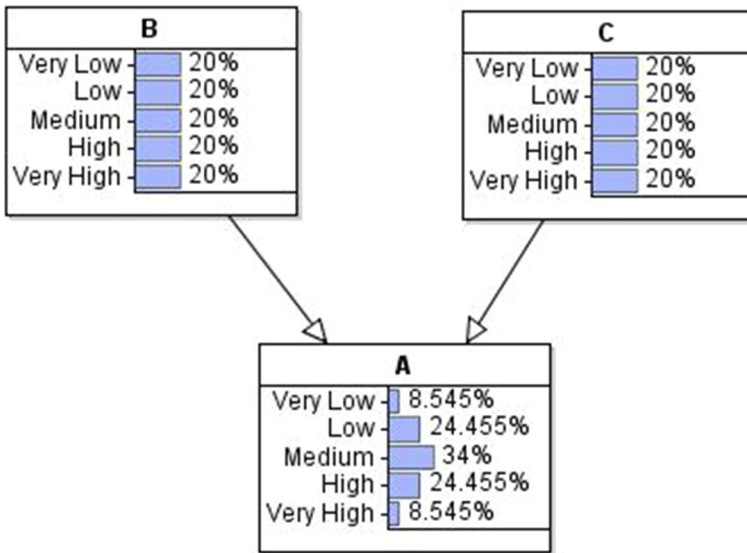 B
Very Low 20%
Low 20%
Medium 20%
High 20%
Very High 20%
C
Very Low 20%
Low 20%
Medium 20%
High 20%
Very High 20%
A
Very Low 8.545%
Low 24.455%
Medium 34%
High 24.455%
Very High 8.545%